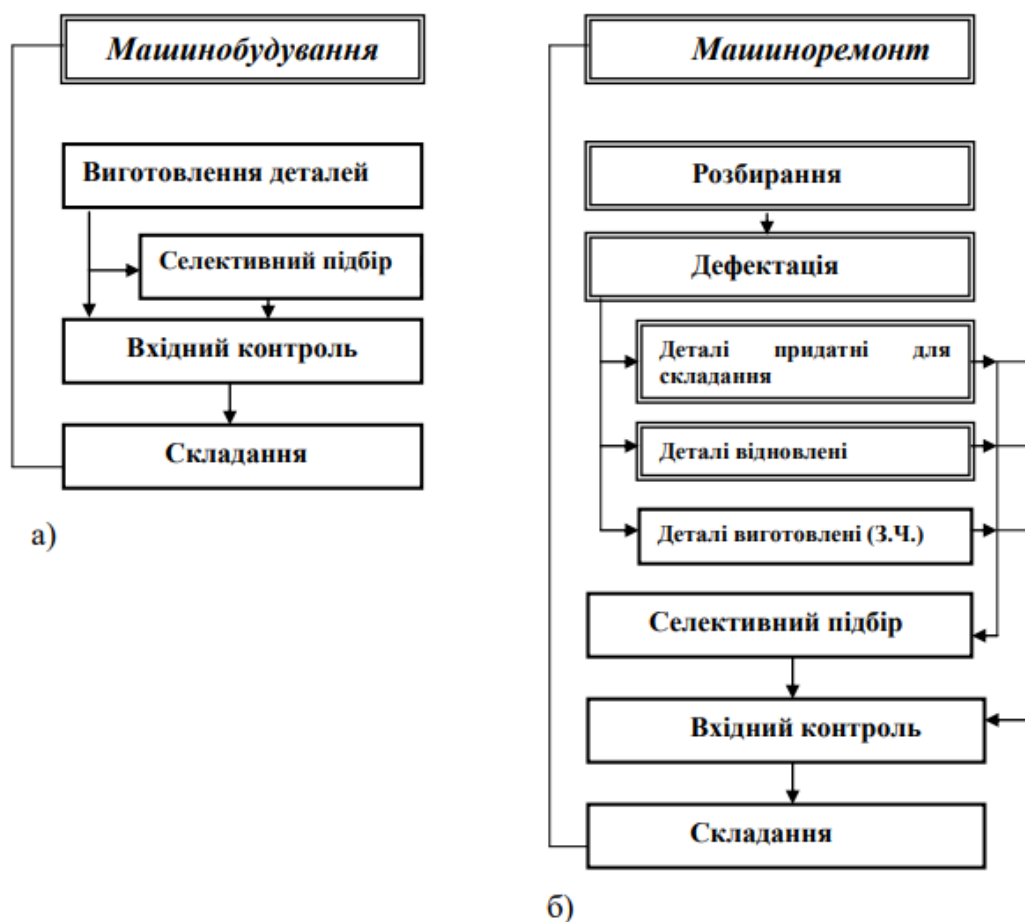 Машинобудування
Виготовлення деталей
Селективний підбір
Вхідний контроль
Складання
а)
Машиноремонт
Розбирання
Дефектація
Деталі придатні для
складання
Деталі відновлені
Деталі виготовлені (З.Ч.)
Селективний підбір
Вхідний контроль
Складання
б)